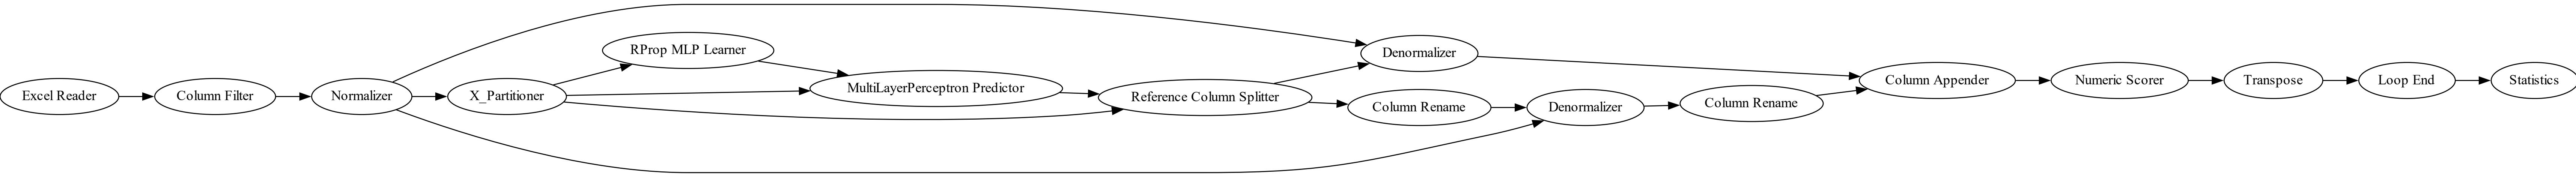 Excel Reader
Column Filter
Normalizer
X_Partitioner
RProp MLP Learner
MultiLayerPerceptron Predictor
Reference Column Splitter
Denormalizer
Column Rename
Denormalizer
Column Rename
Column Appender
Numeric Scorer
Transpose
Loop End
Statistics